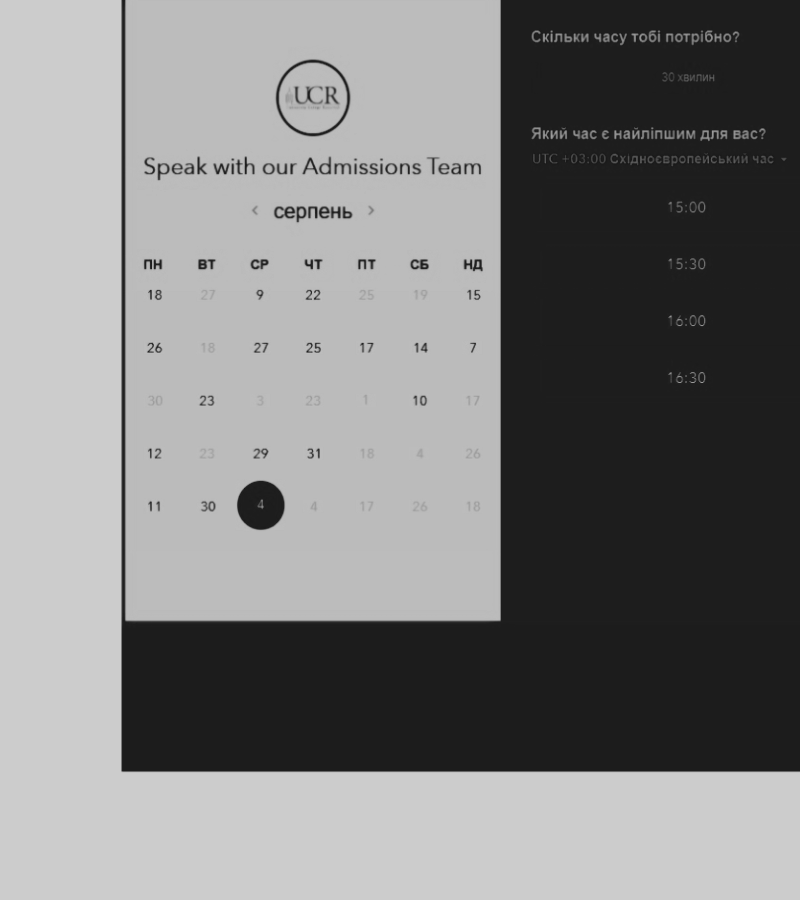 UCR
Speak with our Admissions Team
‹ серпень ›
ПН ВТ СР ЧТ ПТ СБ НД
18 27 9 22 25 19 15
26 18 27 25 17 14 7
30 23 3 23 1 10 17
12 23 29 31 18 4 26
11 30 4 4 17 26 18
Скільки часу тобі потрібно?
30 хвилин
Який час є найліпшим для вас?
UTC +03:00 Східноєвропейський час
15:00
15:30
16:00
16:30